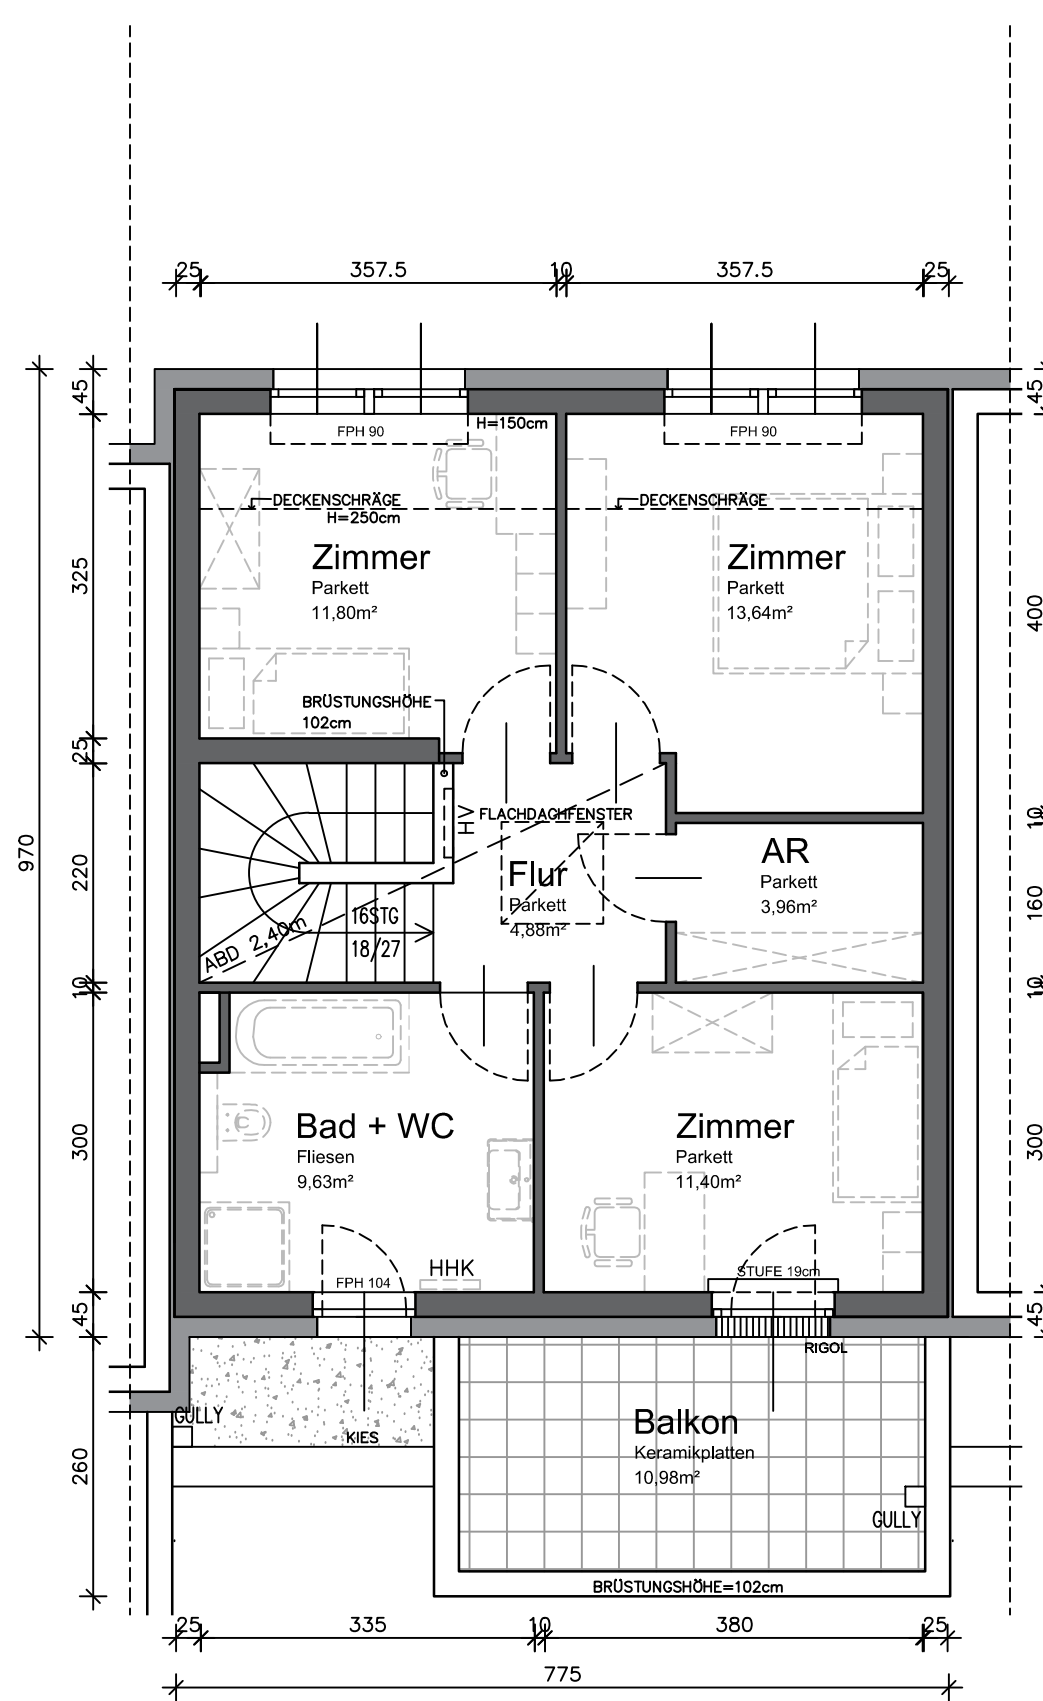 25
357.5
10
357.5
25
45
45
FPH 90
H=150cm
FPH 90
DECKENSCHRÄGE
H=250cm
DECKENSCHRÄGE
Zimmer
Parkett
11,80m²
Zimmer
Parkett
13,64m²
325
400
BRÜSTUNGSHÖHE
102cm
25
HV
FLACHDACHFENSTER
10
970
220
Flur
Parkett
4,88m²
AR
Parkett
3,96m²
160
16STG
18/27
ABD 2,40m
10
10
Bad + WC
Fliesen
9,63m²
Zimmer
Parkett
11,40m²
300
300
HHK
FPH 104
STUFE 19cm
45
45
RIGOL
GULLY
KIES
Balkon
Keramikplatten
10,98m²
260
GULLY
BRÜSTUNGSHÖHE=102cm
25
335
10
380
25
775